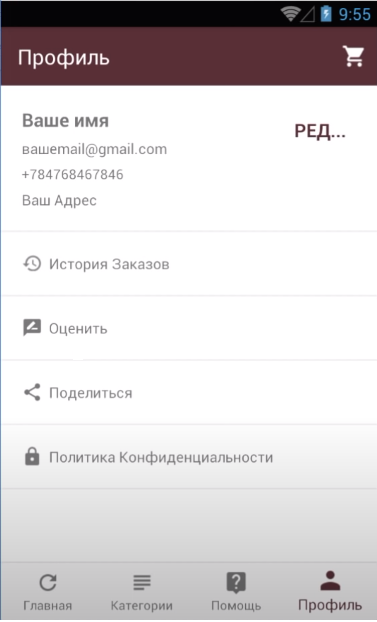 9:55
Профиль
Ваше имя
РЕД...
вашемаil@gmail.com
+784768467846
Ваш Адрес
История Заказов
Оценить
Поделиться
Политика Конфиденциальности
Главная
Категории
Помощь
Профиль